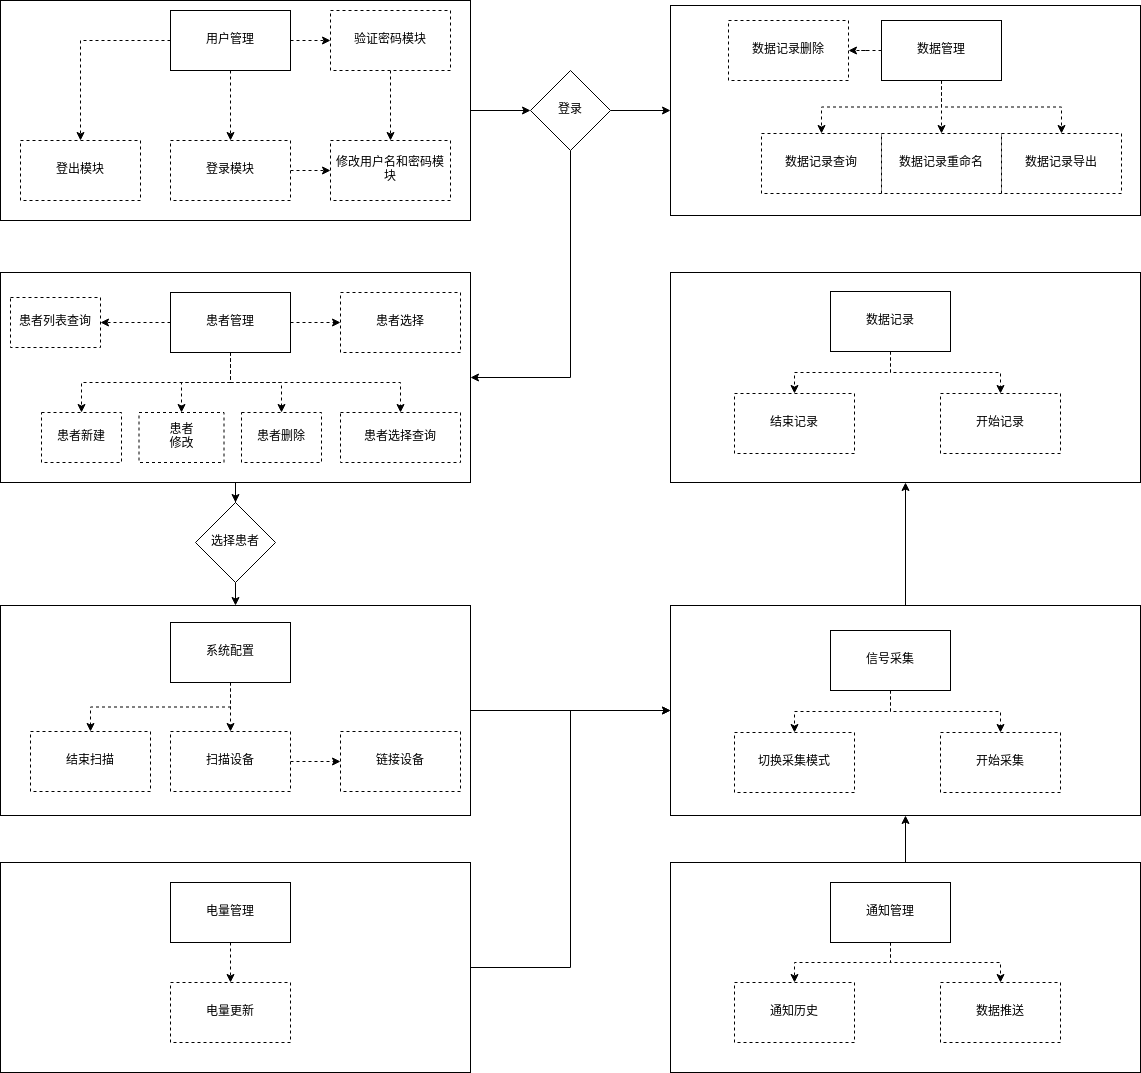 用户管理
验证密码模块
登出模块
登录模块
修改用户名和密码模
块
登录
数据记录删除
数据管理
数据记录查询
数据记录重命名
数据记录导出
患者列表查询
患者管理
患者选择
患者新建
患者
修改
患者删除
患者选择查询
数据记录
结束记录
开始记录
选择患者
系统配置
结束扫描
扫描设备
链接设备
信号采集
切换采集模式
开始采集
电量管理
电量更新
通知管理
通知历史
数据推送